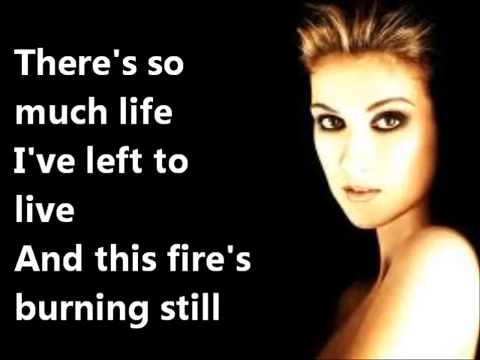 There's so
much life
I've left to
live
And this fire's
burning still